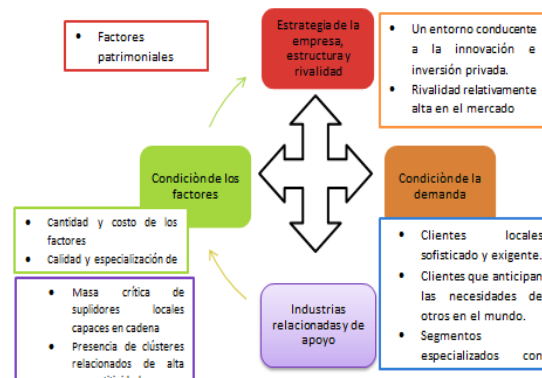 • Factores
patrimoniales
Estrategia de la
empresa,
estructura y
rivalidad
• Un entorno conducente
a la innovación e
inversión privada.
• Rivalidad relativamente
alta en el mercado
Condiciòn de los
factores
Condiciòn de la
demanda
• Cantidad y costo de los
factores
• Calidad y especialización de
• Clientes locales
sofisticado y exigente.
• Clientes que anticipan
las necesidades de
otros en el mundo.
• Segmentos
especializados con
• Masa crítica de
suplidores locales
capaces en cadena
• Presencia de clústeres
relacionados de alta
Industrias
relacionadas y de
apoyo